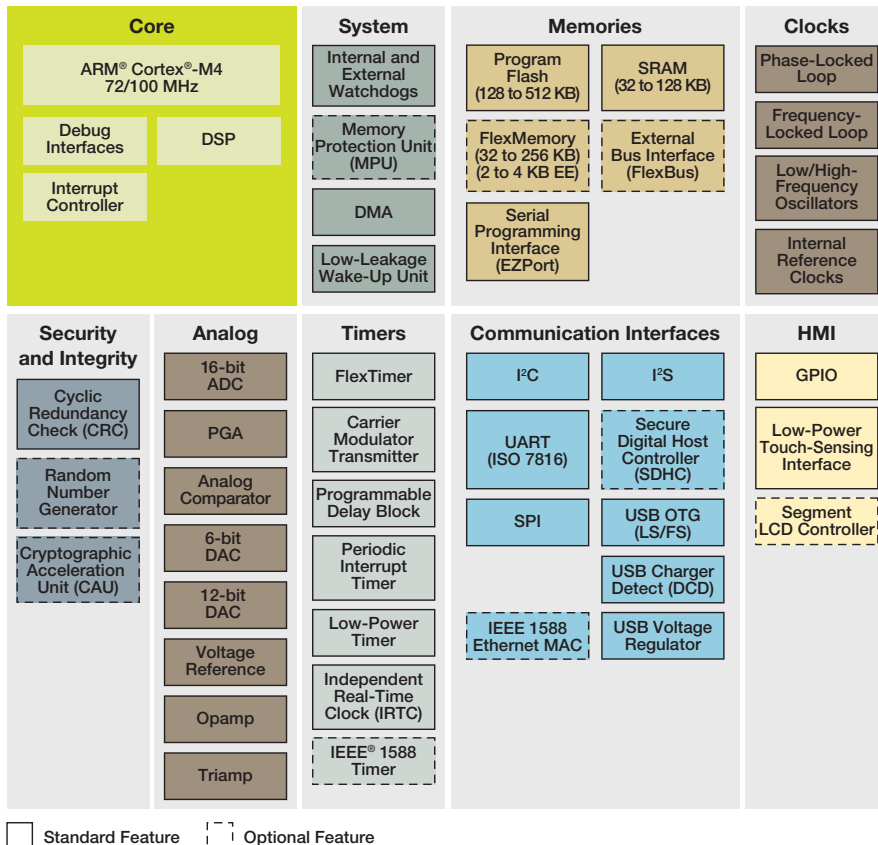 Core
ARM® Cortex®-M4
72/100 MHz
Debug
Interfaces
DSP
Interrupt
Controller
System
Internal and
External
Watchdogs
Memory
Protection Unit
(MPU)
DMA
Low-Leakage
Wake-Up Unit
Memories
Program
Flash
(128 to 512 KB)
SRAM
(32 to 128 KB)
FlexMemory
(32 to 256 KB)
(2 to 4 KB EE)
External
Bus Interface
(FlexBus)
Serial
Programming
Interface
(EZPort)
Clocks
Phase-Locked
Loop
Frequency-
Locked Loop
Low/High-
Frequency
Oscillators
Internal
Reference
Clocks
Security
and Integrity
Cyclic
Redundancy
Check (CRC)
Random
Number
Generator
Cryptographic
Acceleration
Unit (CAU)
Analog
16-bit
ADC
PGA
Analog
Comparator
6-bit
DAC
12-bit
DAC
Voltage
Reference
Opamp
Triamp
Timers
FlexTimer
Carrier
Modulator
Transmitter
Programmable
Delay Block
Periodic
Interrupt
Timer
Low-Power
Timer
Independent
Real-Time
Clock (IRTC)
IEEE® 1588
Timer
Communication Interfaces
I²C
I²S
UART
(ISO 7816)
Secure
Digital Host
Controller
(SDHC)
SPI
USB OTG
(LS/FS)
USB Charger
Detect (DCD)
IEEE 1588
Ethernet MAC
USB Voltage
Regulator
HMI
GPIO
Low-Power
Touch-Sensing
Interface
Segment
LCD Controller
Standard Feature
Optional Feature